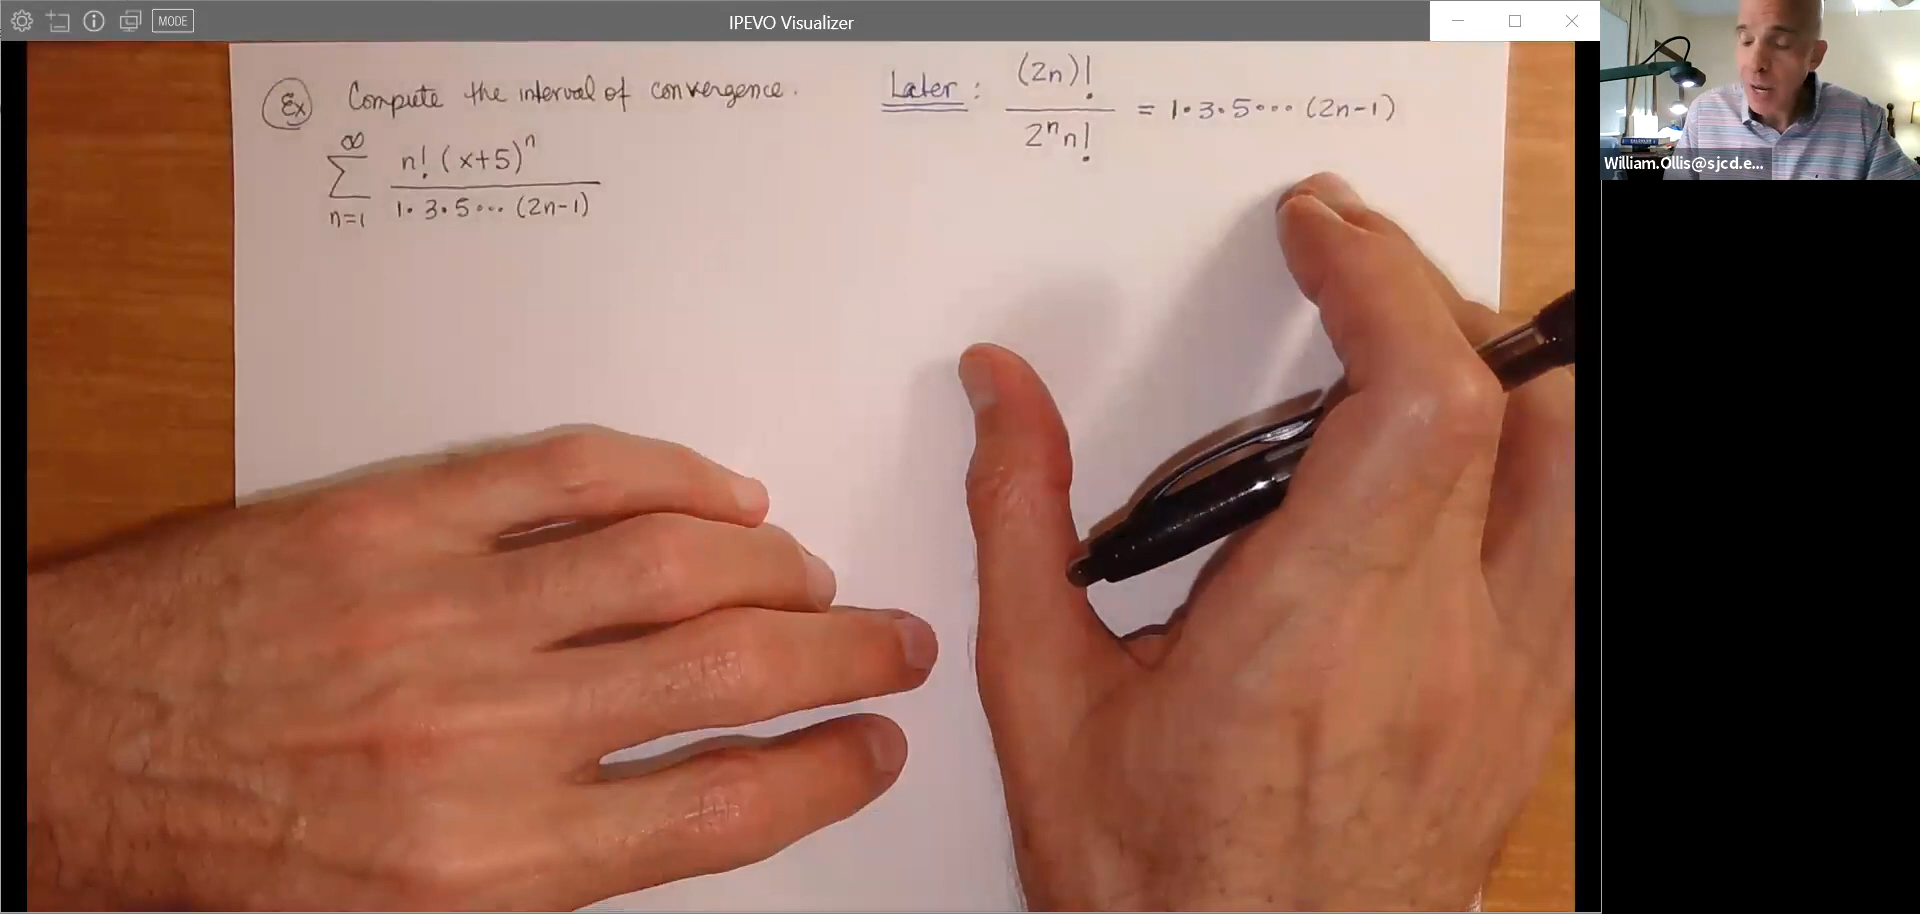 IPEVO Visualizer
MODE
Ex Compute the interval of convergence.
∞
∑ n! (x+5)^n / 1·3·5··· (2n-1)
n=1
Later: (2n)! / 2^n n! = 1·3·5··· (2n-1)
William.Ollis@sjcd.e...